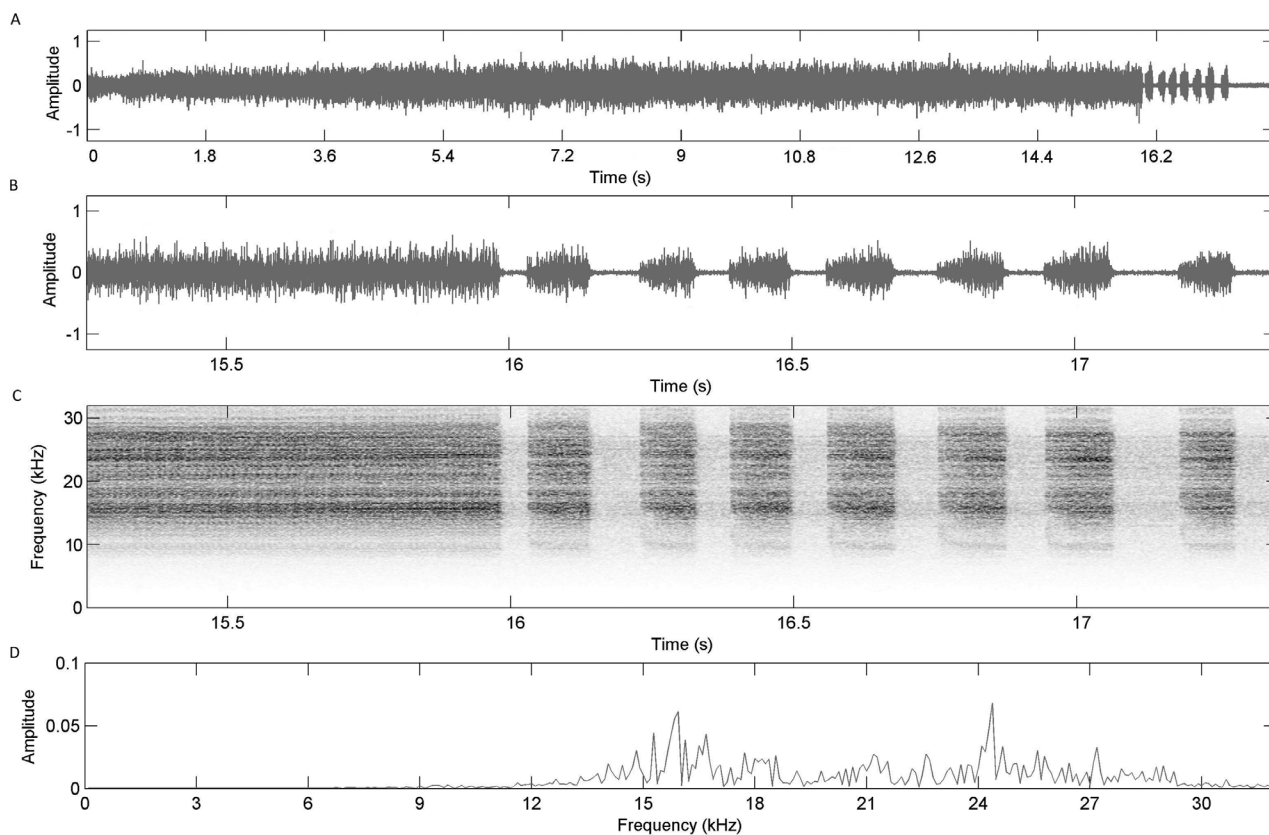 A
Amplitude
1
0
-1
0 1.8 3.6 5.4 7.2 9 10.8 12.6 14.4 16.2
Time (s)
B
Amplitude
1
0
-1
15.5 16 16.5 17
Time (s)
C
Frequency (kHz)
30
20
10
0
15.5 16 16.5 17
Time (s)
D
Amplitude
0.1
0.05
0
0 3 6 9 12 15 18 21 24 27 30
Frequency (kHz)